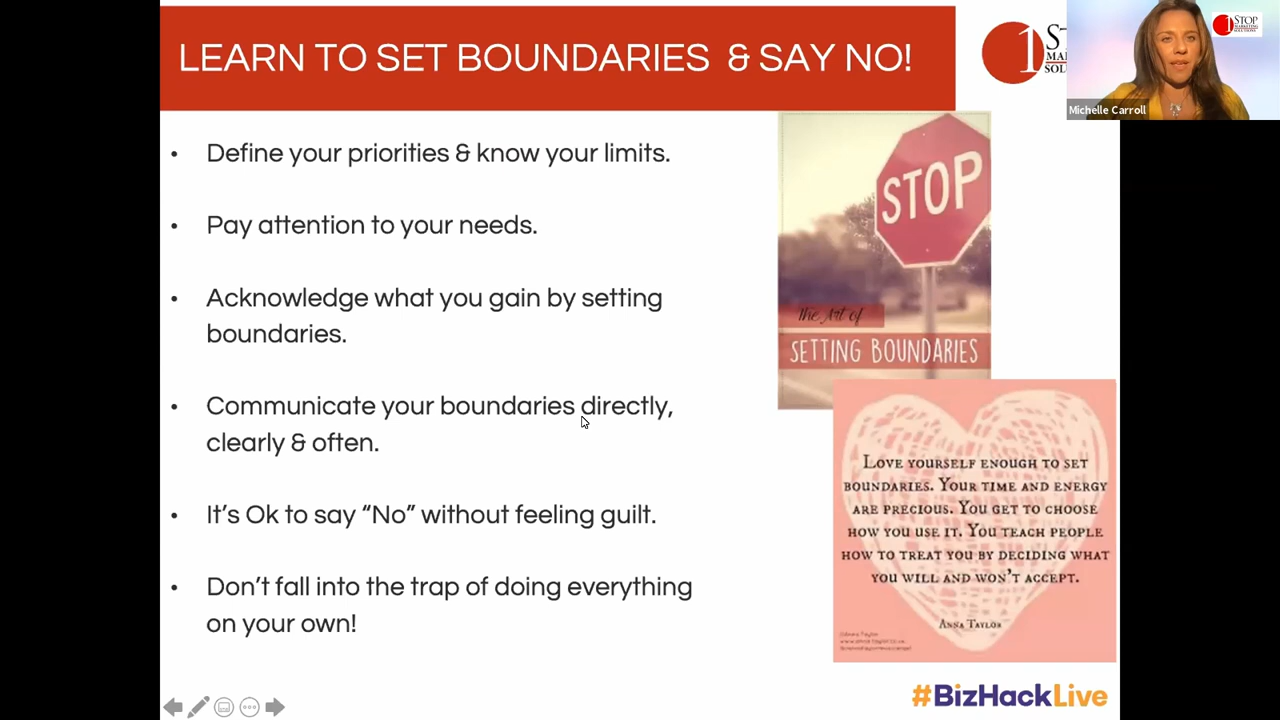 LEARN TO SET BOUNDARIES & SAY NO!
1 STOP
MARKETING
SOLUTIONS
Michelle Carroll
• Define your priorities & know your limits.
• Pay attention to your needs.
• Acknowledge what you gain by setting
boundaries.
• Communicate your boundaries directly,
clearly & often.
• It's Ok to say “No” without feeling guilt.
• Don't fall into the trap of doing everything
on your own!
STOP
The Art of
SETTING BOUNDARIES
LOVE YOURSELF ENOUGH TO SET
BOUNDARIES. YOUR TIME AND ENERGY
ARE PRECIOUS. YOU GET TO CHOOSE
HOW YOU USE IT. YOU TEACH PEOPLE
HOW TO TREAT YOU BY DECIDING WHAT
YOU WILL AND WON'T ACCEPT.
ANNA TAYLOR
#BizHackLive